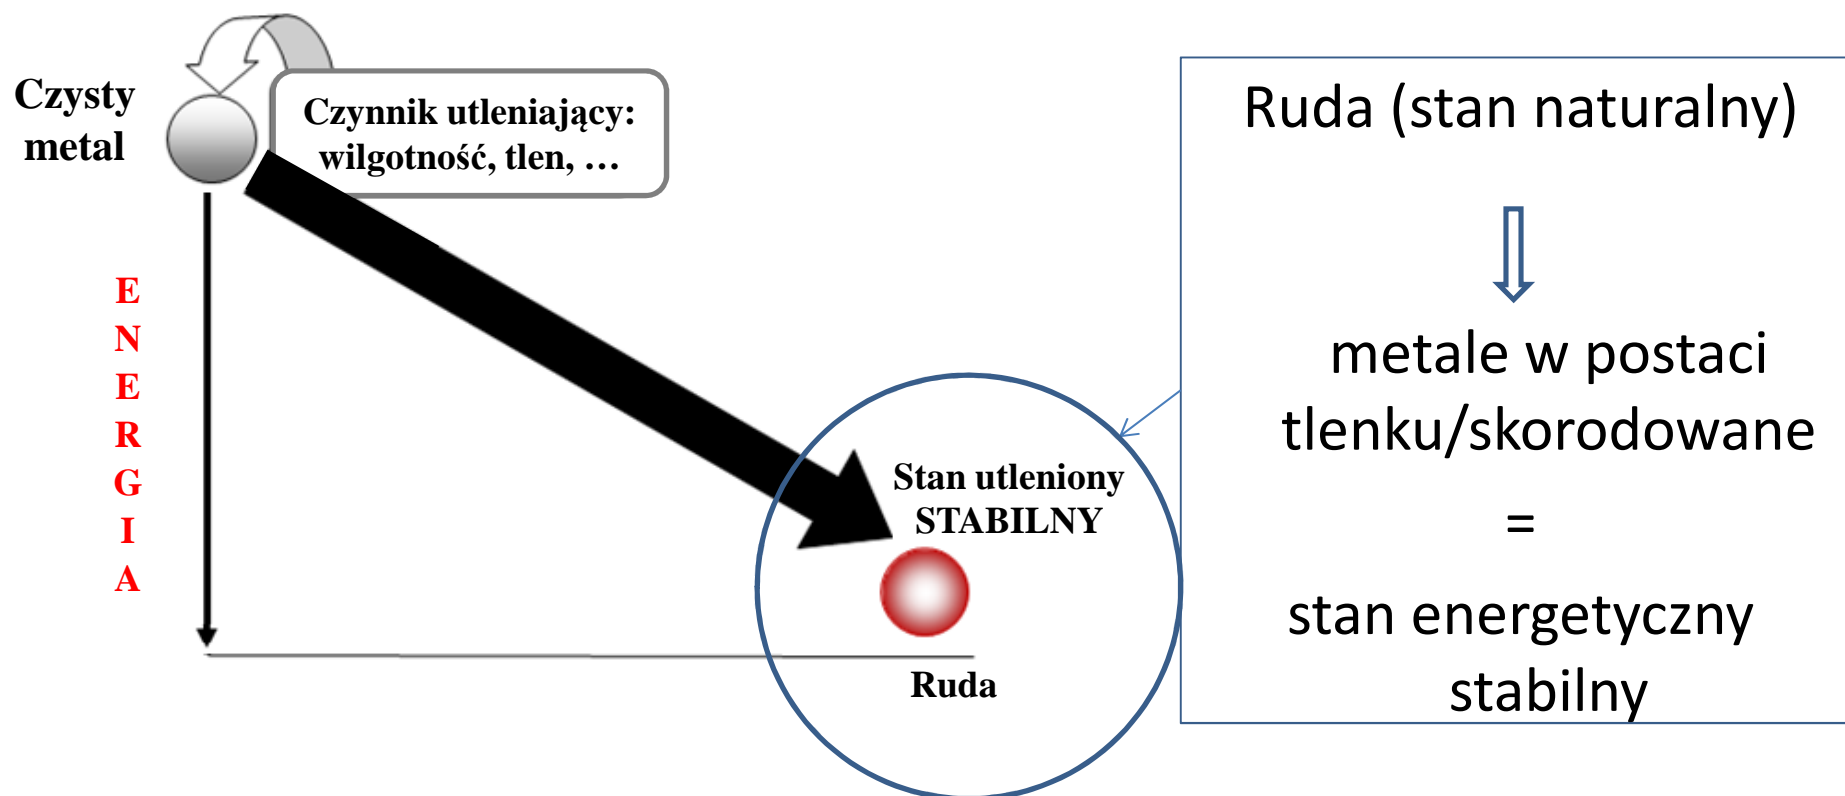 Czysty
metal
Czynnik utleniający:
wilgotność, tlen, …
E
N
E
R
G
I
A
Stan utleniony
STABILNY
Ruda
Ruda (stan naturalny)
metale w postaci
tlenku/skorodowane
=
stan energetyczny
stabilny